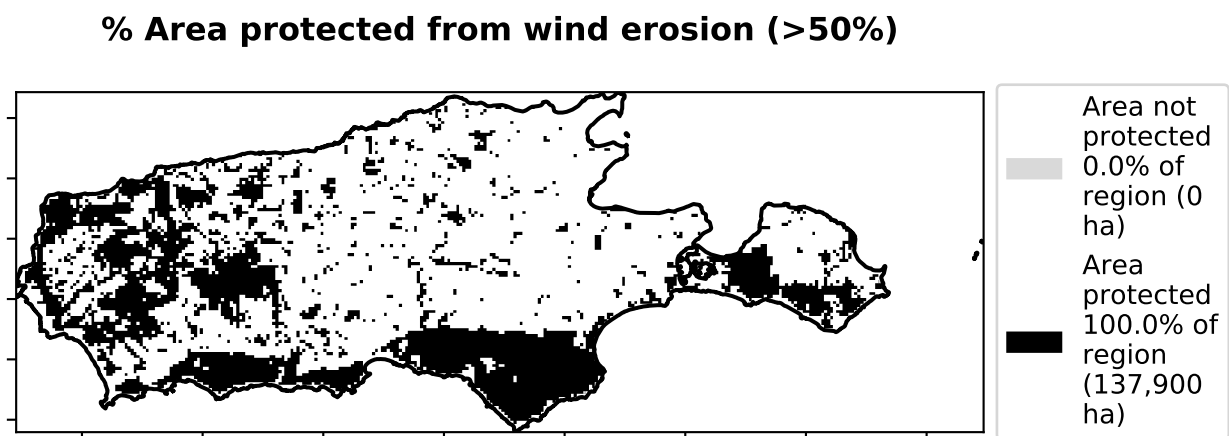 % Area protected from wind erosion (>50%)
Area not
protected
0.0% of
region (0
ha)
Area
protected
100.0% of
region
(137,900
ha)